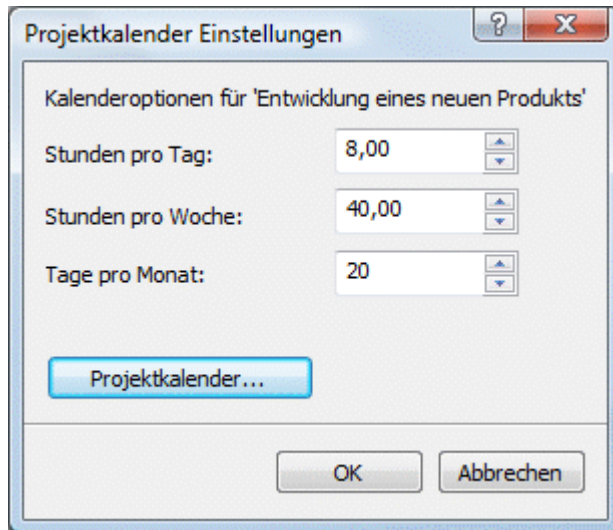 Projektkalender Einstellungen
Kalenderoptionen für 'Entwicklung eines neuen Produkts'
Stunden pro Tag: 8,00
Stunden pro Woche: 40,00
Tage pro Monat: 20
Projektkalender...
OK Abbrechen